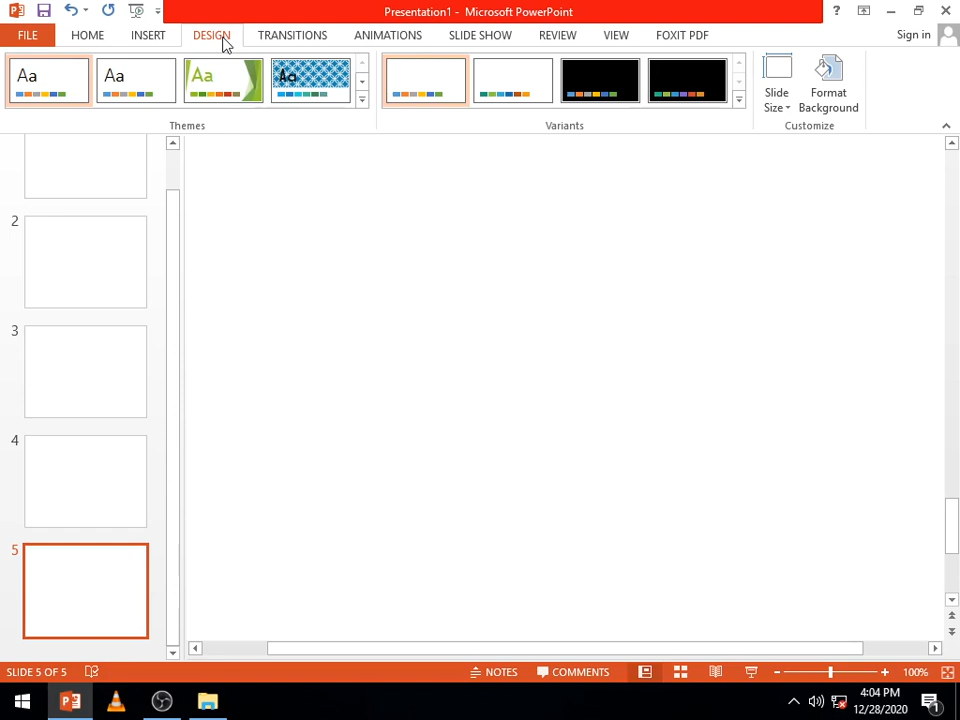 Presentation1 - Microsoft PowerPoint
?
FILE
HOME
INSERT
DESIGN
TRANSITIONS
ANIMATIONS
SLIDE SHOW
REVIEW
VIEW
FOXIT PDF
Sign in
Aa
Aa
Aa
Aa
Slide
Size
Format
Background
Themes
Variants
Customize
2
3
4
5
SLIDE 5 OF 5
NOTES
COMMENTS
100%
4:04 PM
12/28/2020
1